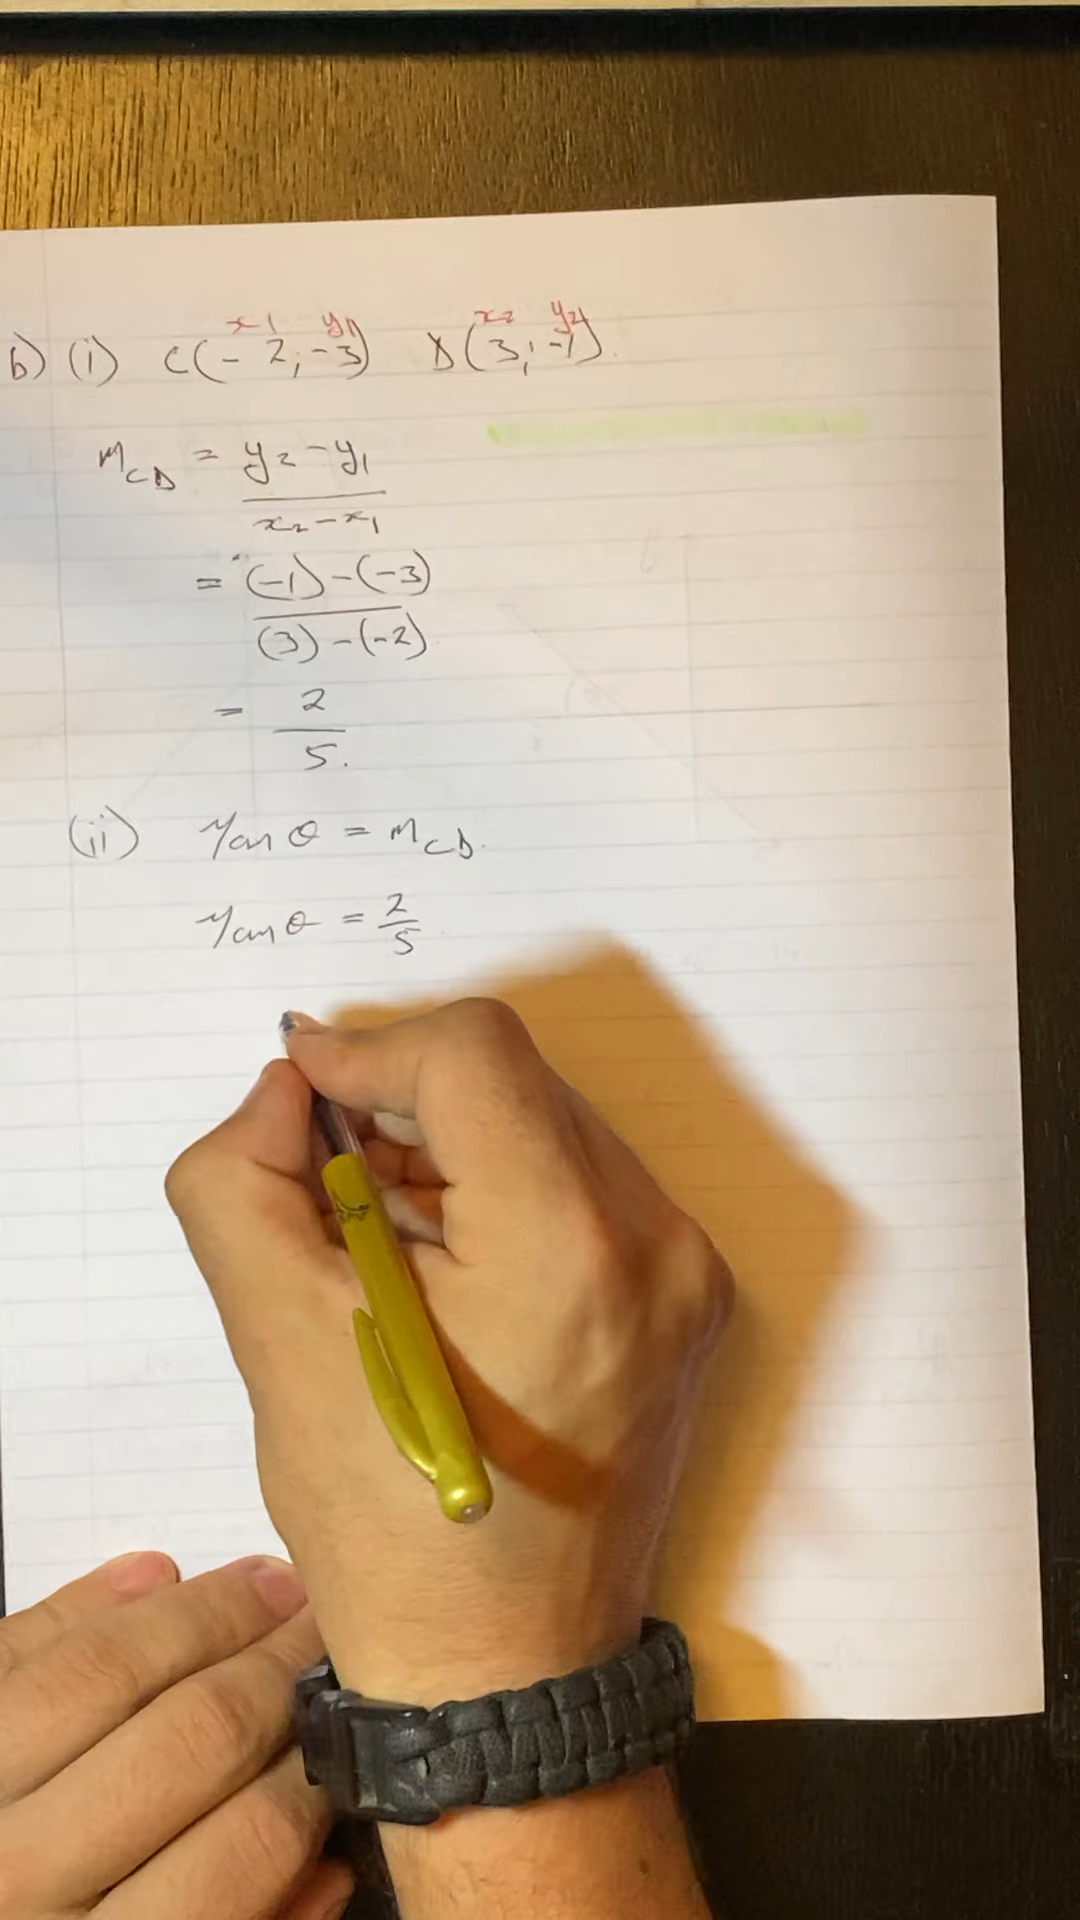 x1 y1 x2 y2
b) (i) C(-2;-3) D(3;-1).
mCD = y2-y1
x2-x1
= (-1)-(-3)
(3)-(-2)
= 2
5.
(ii) Tan θ = mCD.
Tan θ = 2/5